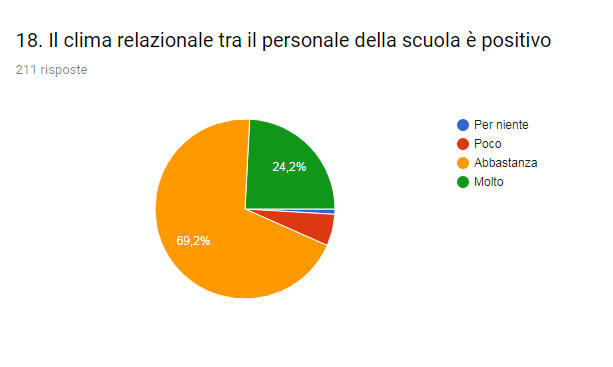 18. Il clima relazionale tra il personale della scuola è positivo
211 risposte
Per niente
Poco
Abbastanza
Molto
24,2%
69,2%